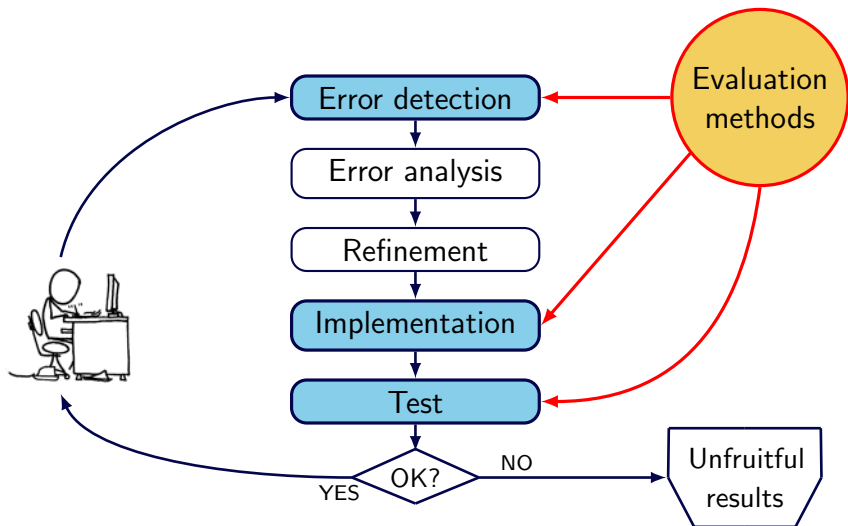 Evaluation
methods
Error detection
Error analysis
Refinement
Implementation
Test
OK?
YES
NO
Unfruitful
results